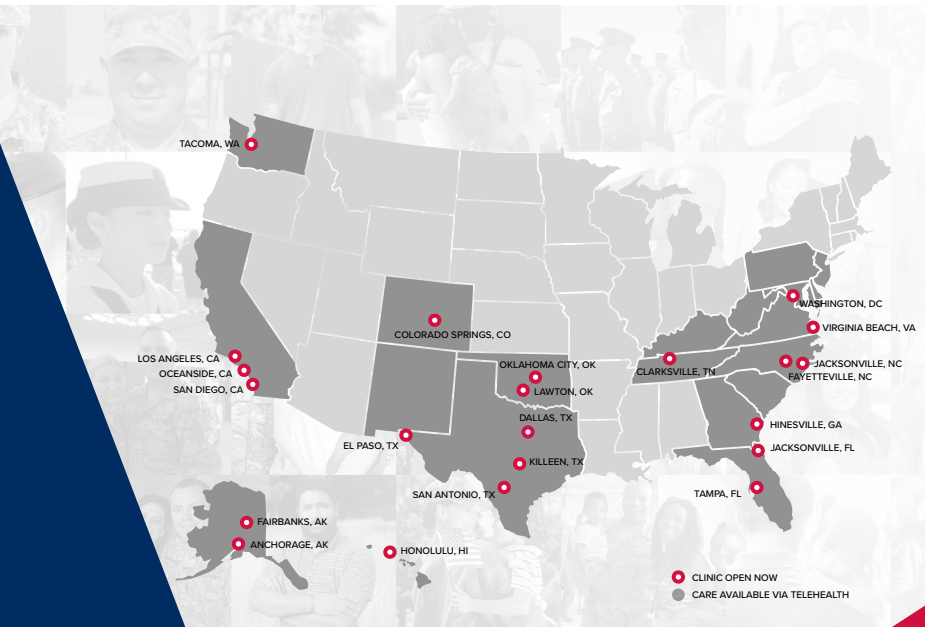 TACOMA, WA
WASHINGTON, DC
VIRGINIA BEACH, VA
COLORADO SPRINGS, CO
LOS ANGELES, CA
OCEANSIDE, CA
SAN DIEGO, CA
OKLAHOMA CITY, OK
LAWTON, OK
CLARKSVILLE, TN
JACKSONVILLE, NC
FAYETTEVILLE, NC
DALLAS, TX
HINESVILLE, GA
EL PASO, TX
JACKSONVILLE, FL
KILLEEN, TX
SAN ANTONIO, TX
TAMPA, FL
FAIRBANKS, AK
ANCHORAGE, AK
HONOLULU, HI
CLINIC OPEN NOW
CARE AVAILABLE VIA TELEHEALTH